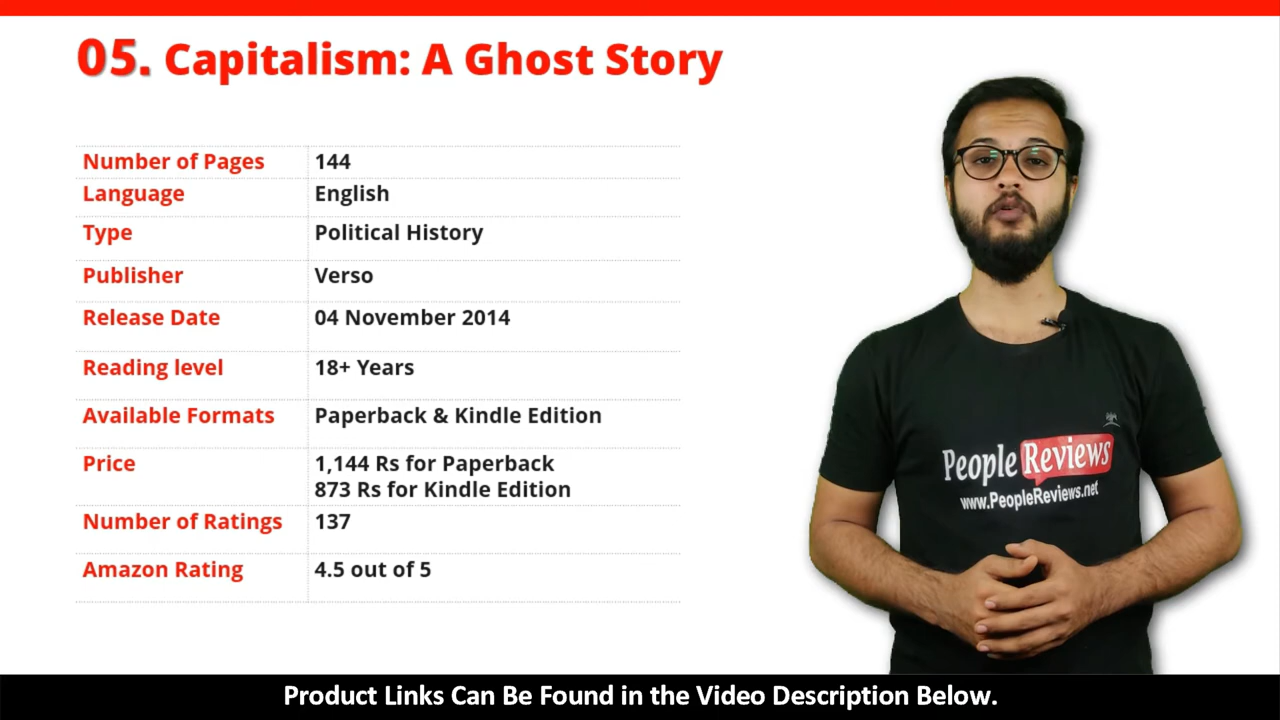 05. Capitalism: A Ghost Story
Number of Pages 144
Language English
Type Political History
Publisher Verso
Release Date 04 November 2014
Reading level 18+ Years
Available Formats Paperback & Kindle Edition
Price 1,144 Rs for Paperback
873 Rs for Kindle Edition
Number of Ratings 137
Amazon Rating 4.5 out of 5
People Reviews
www.PeopleReviews.net
Product Links Can Be Found in the Video Description Below.